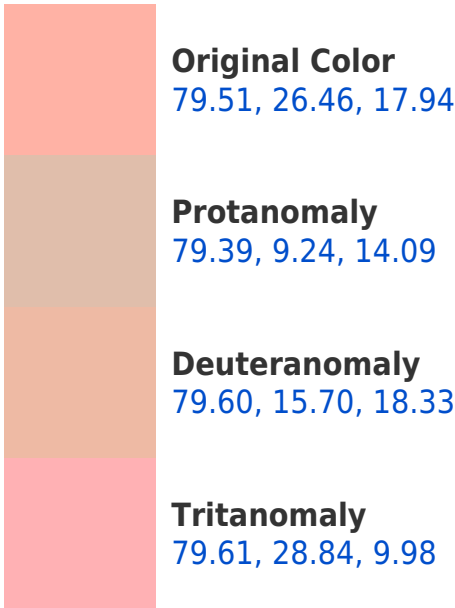 Original Color
79.51, 26.46, 17.94
Protanomaly
79.39, 9.24, 14.09
Deuteranomaly
79.60, 15.70, 18.33
Tritanomaly
79.61, 28.84, 9.98